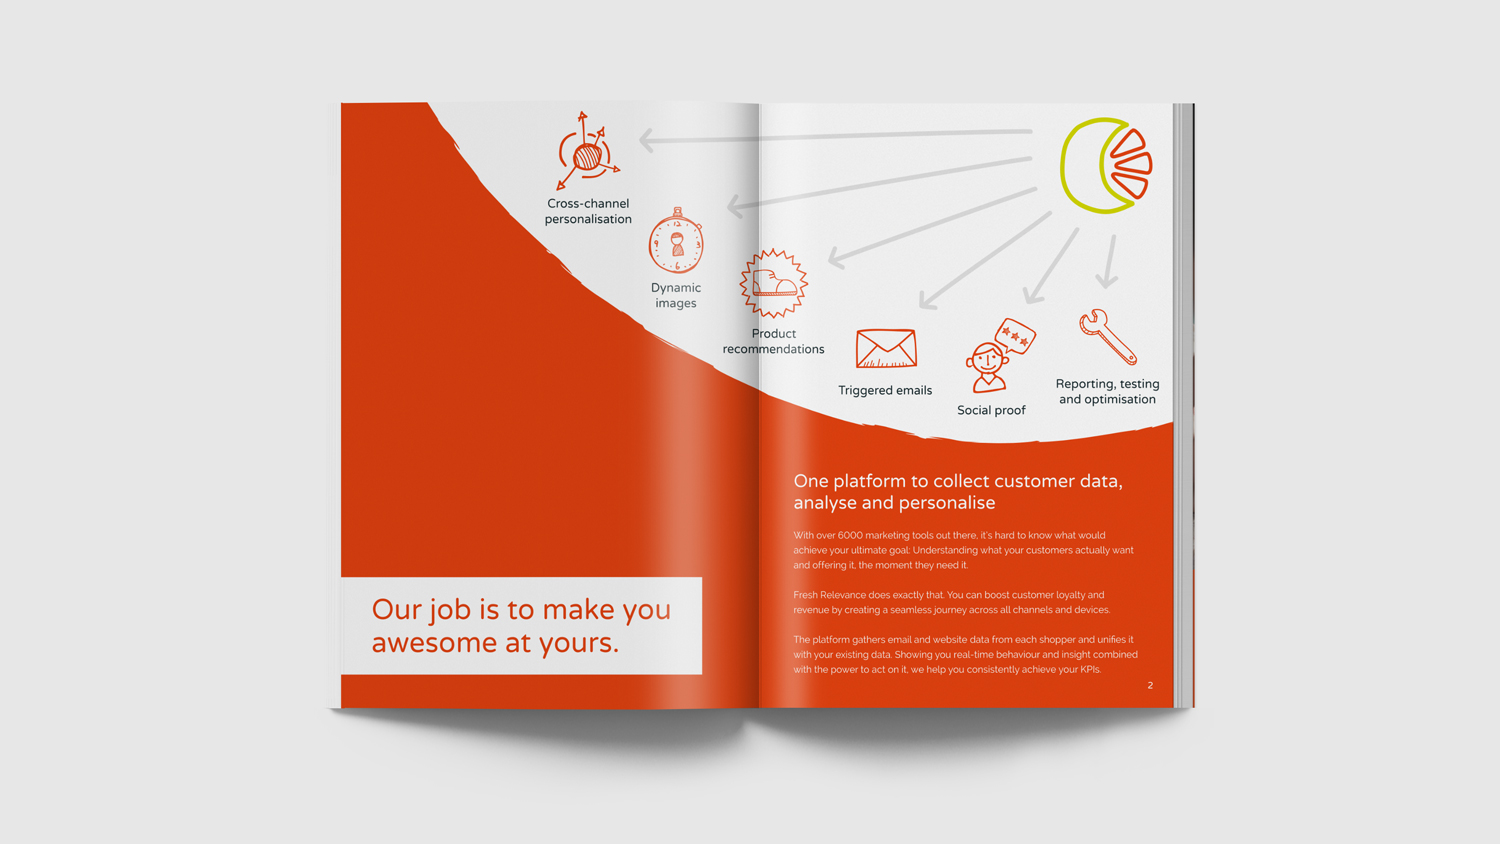 Cross-channel
personalisation
Dynamic
images
Product
recommendations
Triggered emails
Social proof
Reporting, testing
and optimisation
Our job is to make you
awesome at yours.
One platform to collect customer data,
analyse and personalise
With over 6000 marketing tools out there, it's hard to know what would
achieve your ultimate goal: Understanding what your customers actually want
and offering it, the moment they need it.
Fresh Relevance does exactly that. You can boost customer loyalty and
revenue by creating a seamless journey across all channels and devices.
The platform gathers email and website data from each shopper and unifies it
with your existing data. Showing you real-time behaviour and insight combined
with the power to act on it, we help you consistently achieve your KPIs.
2